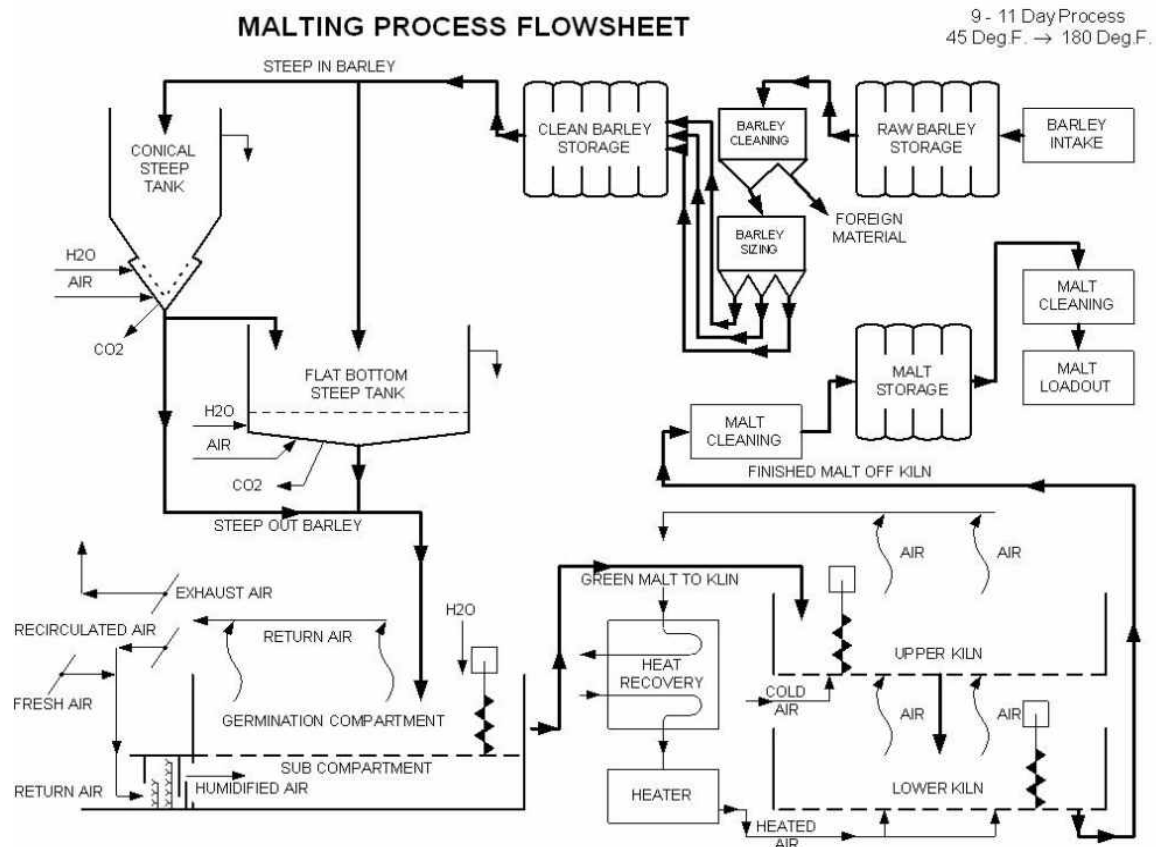 MALTING PROCESS FLOWSHEET
9 - 11 Day Process
45 Deg.F. → 180 Deg.F.
STEEP IN BARLEY
CONICAL
STEEP
TANK
CLEAN BARLEY
STORAGE
BARLEY
CLEANING
RAW BARLEY
STORAGE
BARLEY
INTAKE
FOREIGN
MATERIAL
BARLEY
SIZING
H2O
AIR
CO2
MALT
CLEANING
FLAT BOTTOM
STEEP TANK
MALT
STORAGE
MALT
LOADOUT
H2O
AIR
MALT
CLEANING
CO2
FINISHED MALT OFF KILN
STEEP OUT BARLEY
AIR
AIR
GREEN MALT TO KLIN
EXHAUST AIR
H2O
RECIRCULATED AIR
RETURN AIR
UPPER KILN
HEAT
RECOVERY
FRESH AIR
COLD
AIR
GERMINATION COMPARTMENT
AIR
AIR
SUB COMPARTMENT
HUMIDIFIED AIR
RETURN AIR
HEATER
LOWER KILN
HEATED
AIR